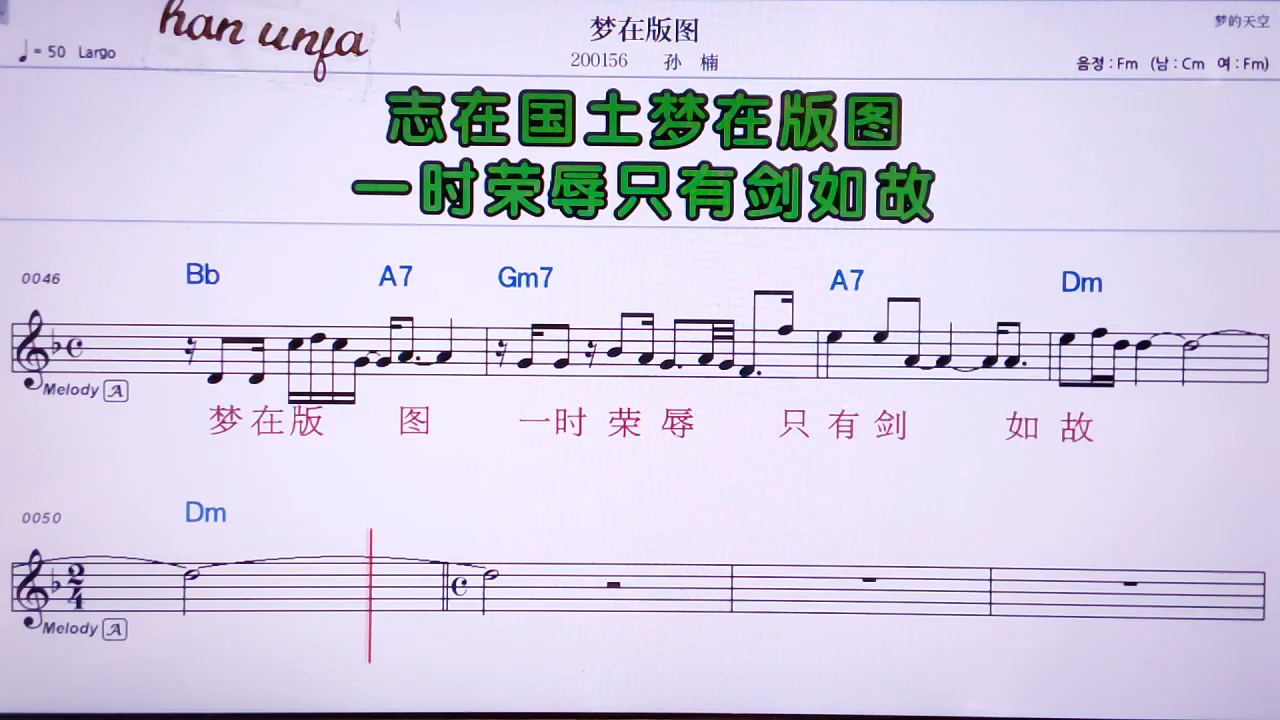 han unfa
梦在版图
梦的天空
♩= 50 Largo
200156 孙 楠
음정 : Fm (남 : Cm 여 : Fm)
志在国土梦在版图
一时荣辱只有剑如故
0046 Bb A7 Gm7 A7 Dm
Melody A
梦在版 图 一时 荣 辱 只 有 剑 如 故
0050 Dm
2
4
Melody A